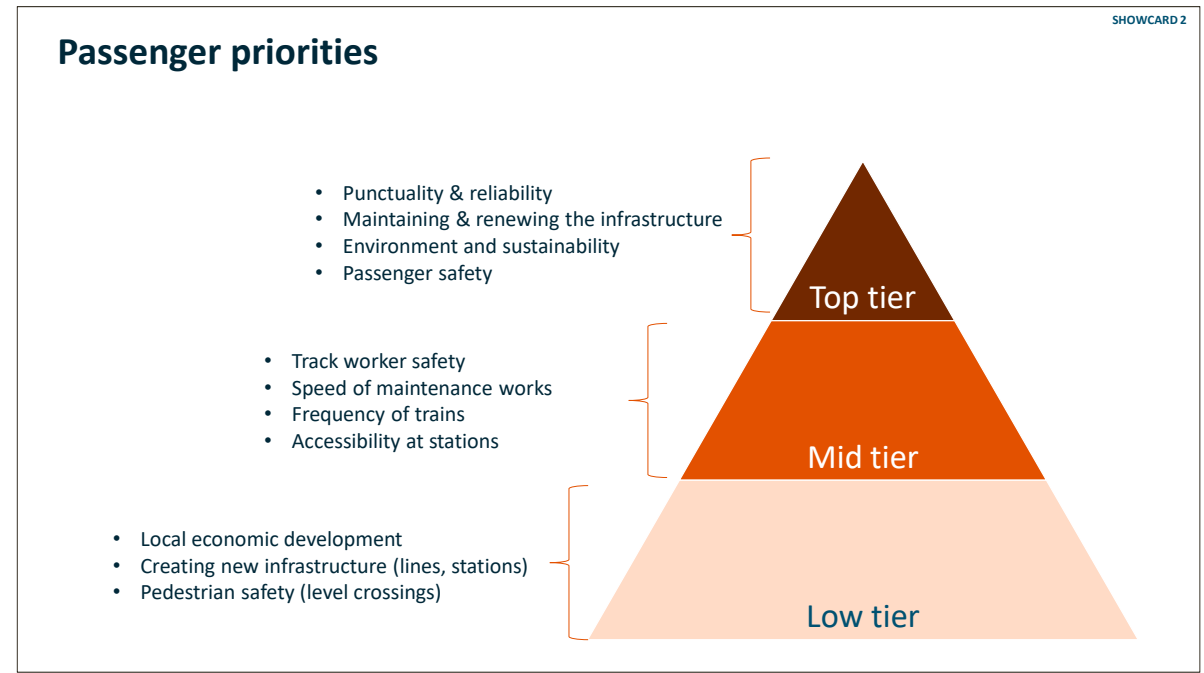 SHOWCARD 2
Passenger priorities
• Punctuality & reliability
• Maintaining & renewing the infrastructure
• Environment and sustainability
• Passenger safety
Top tier
• Track worker safety
• Speed of maintenance works
• Frequency of trains
• Accessibility at stations
Mid tier
• Local economic development
• Creating new infrastructure (lines, stations)
• Pedestrian safety (level crossings)
Low tier